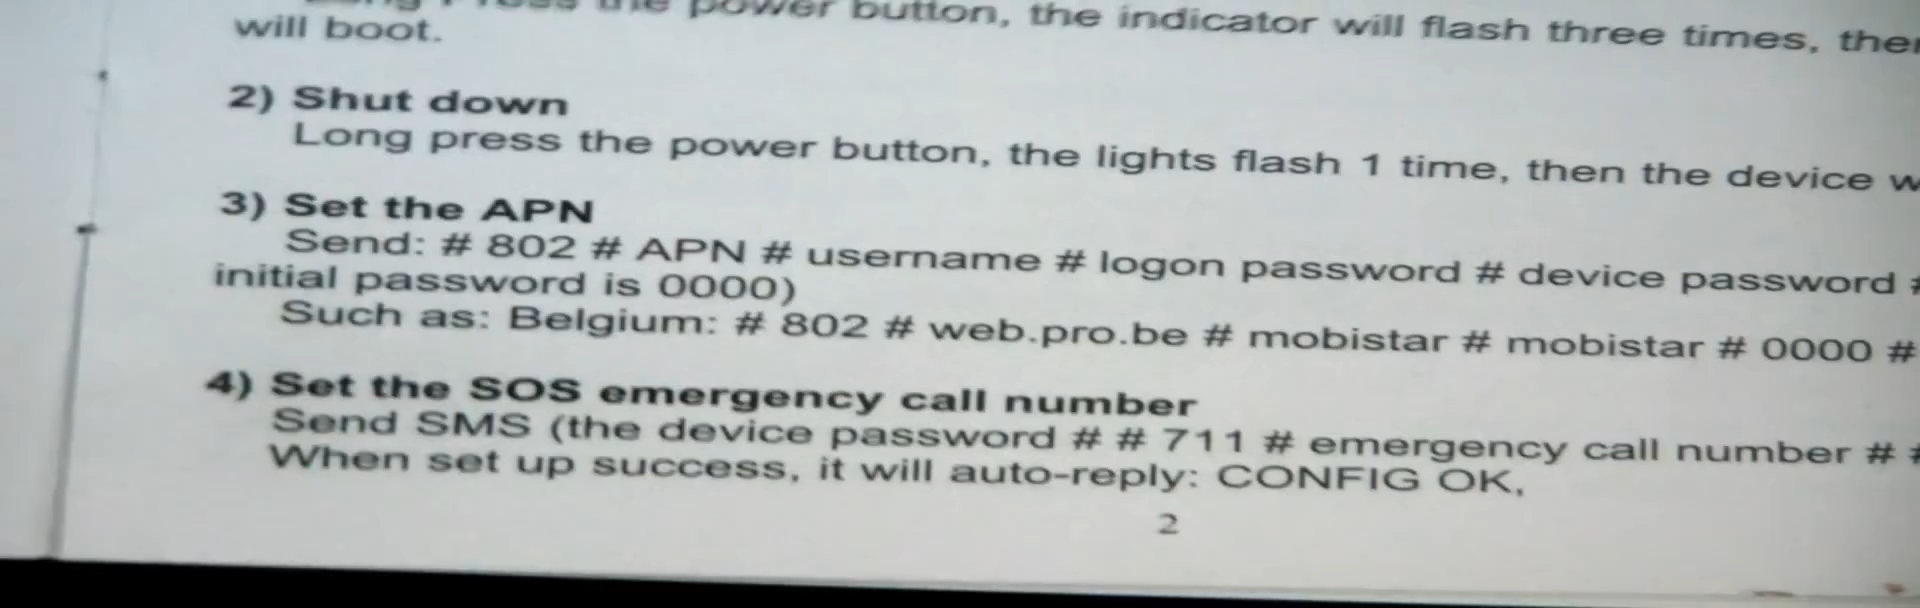 the power button, the indicator will flash three times, then
will boot.
2) Shut down
Long press the power button, the lights flash 1 time, then the device w
3) Set the APN
Send: # 802 # APN # username # logon password # device password #
initial password is 0000)
Such as: Belgium: # 802 # web.pro.be # mobistar # mobistar # 0000 #
4) Set the SOS emergency call number
Send SMS (the device password # # 711 # emergency call number # #
When set up success, it will auto-reply: CONFIG OK,
2